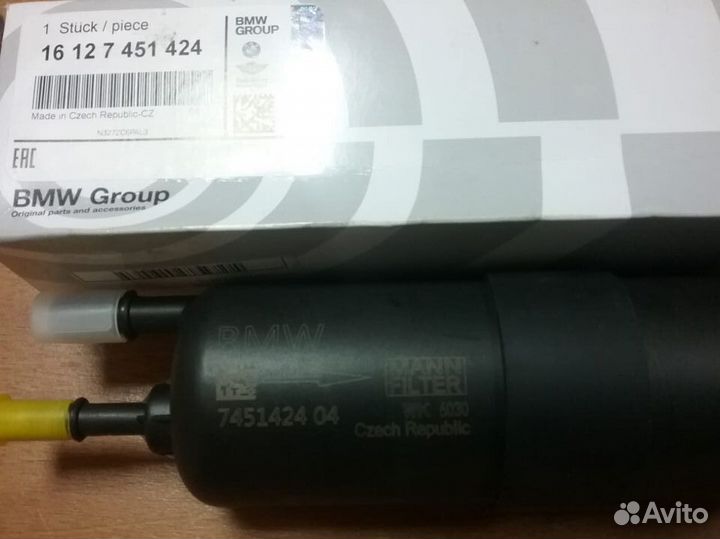 1 Stück / piece
16 12 7 451 424
Made in Czech Republic-CZ
BMW
GROUP
EAC
BMW Group
Original parts and accessories
BMW
MANN
FILTER
7451424 04
WK 5030
Czech Republic
Avito